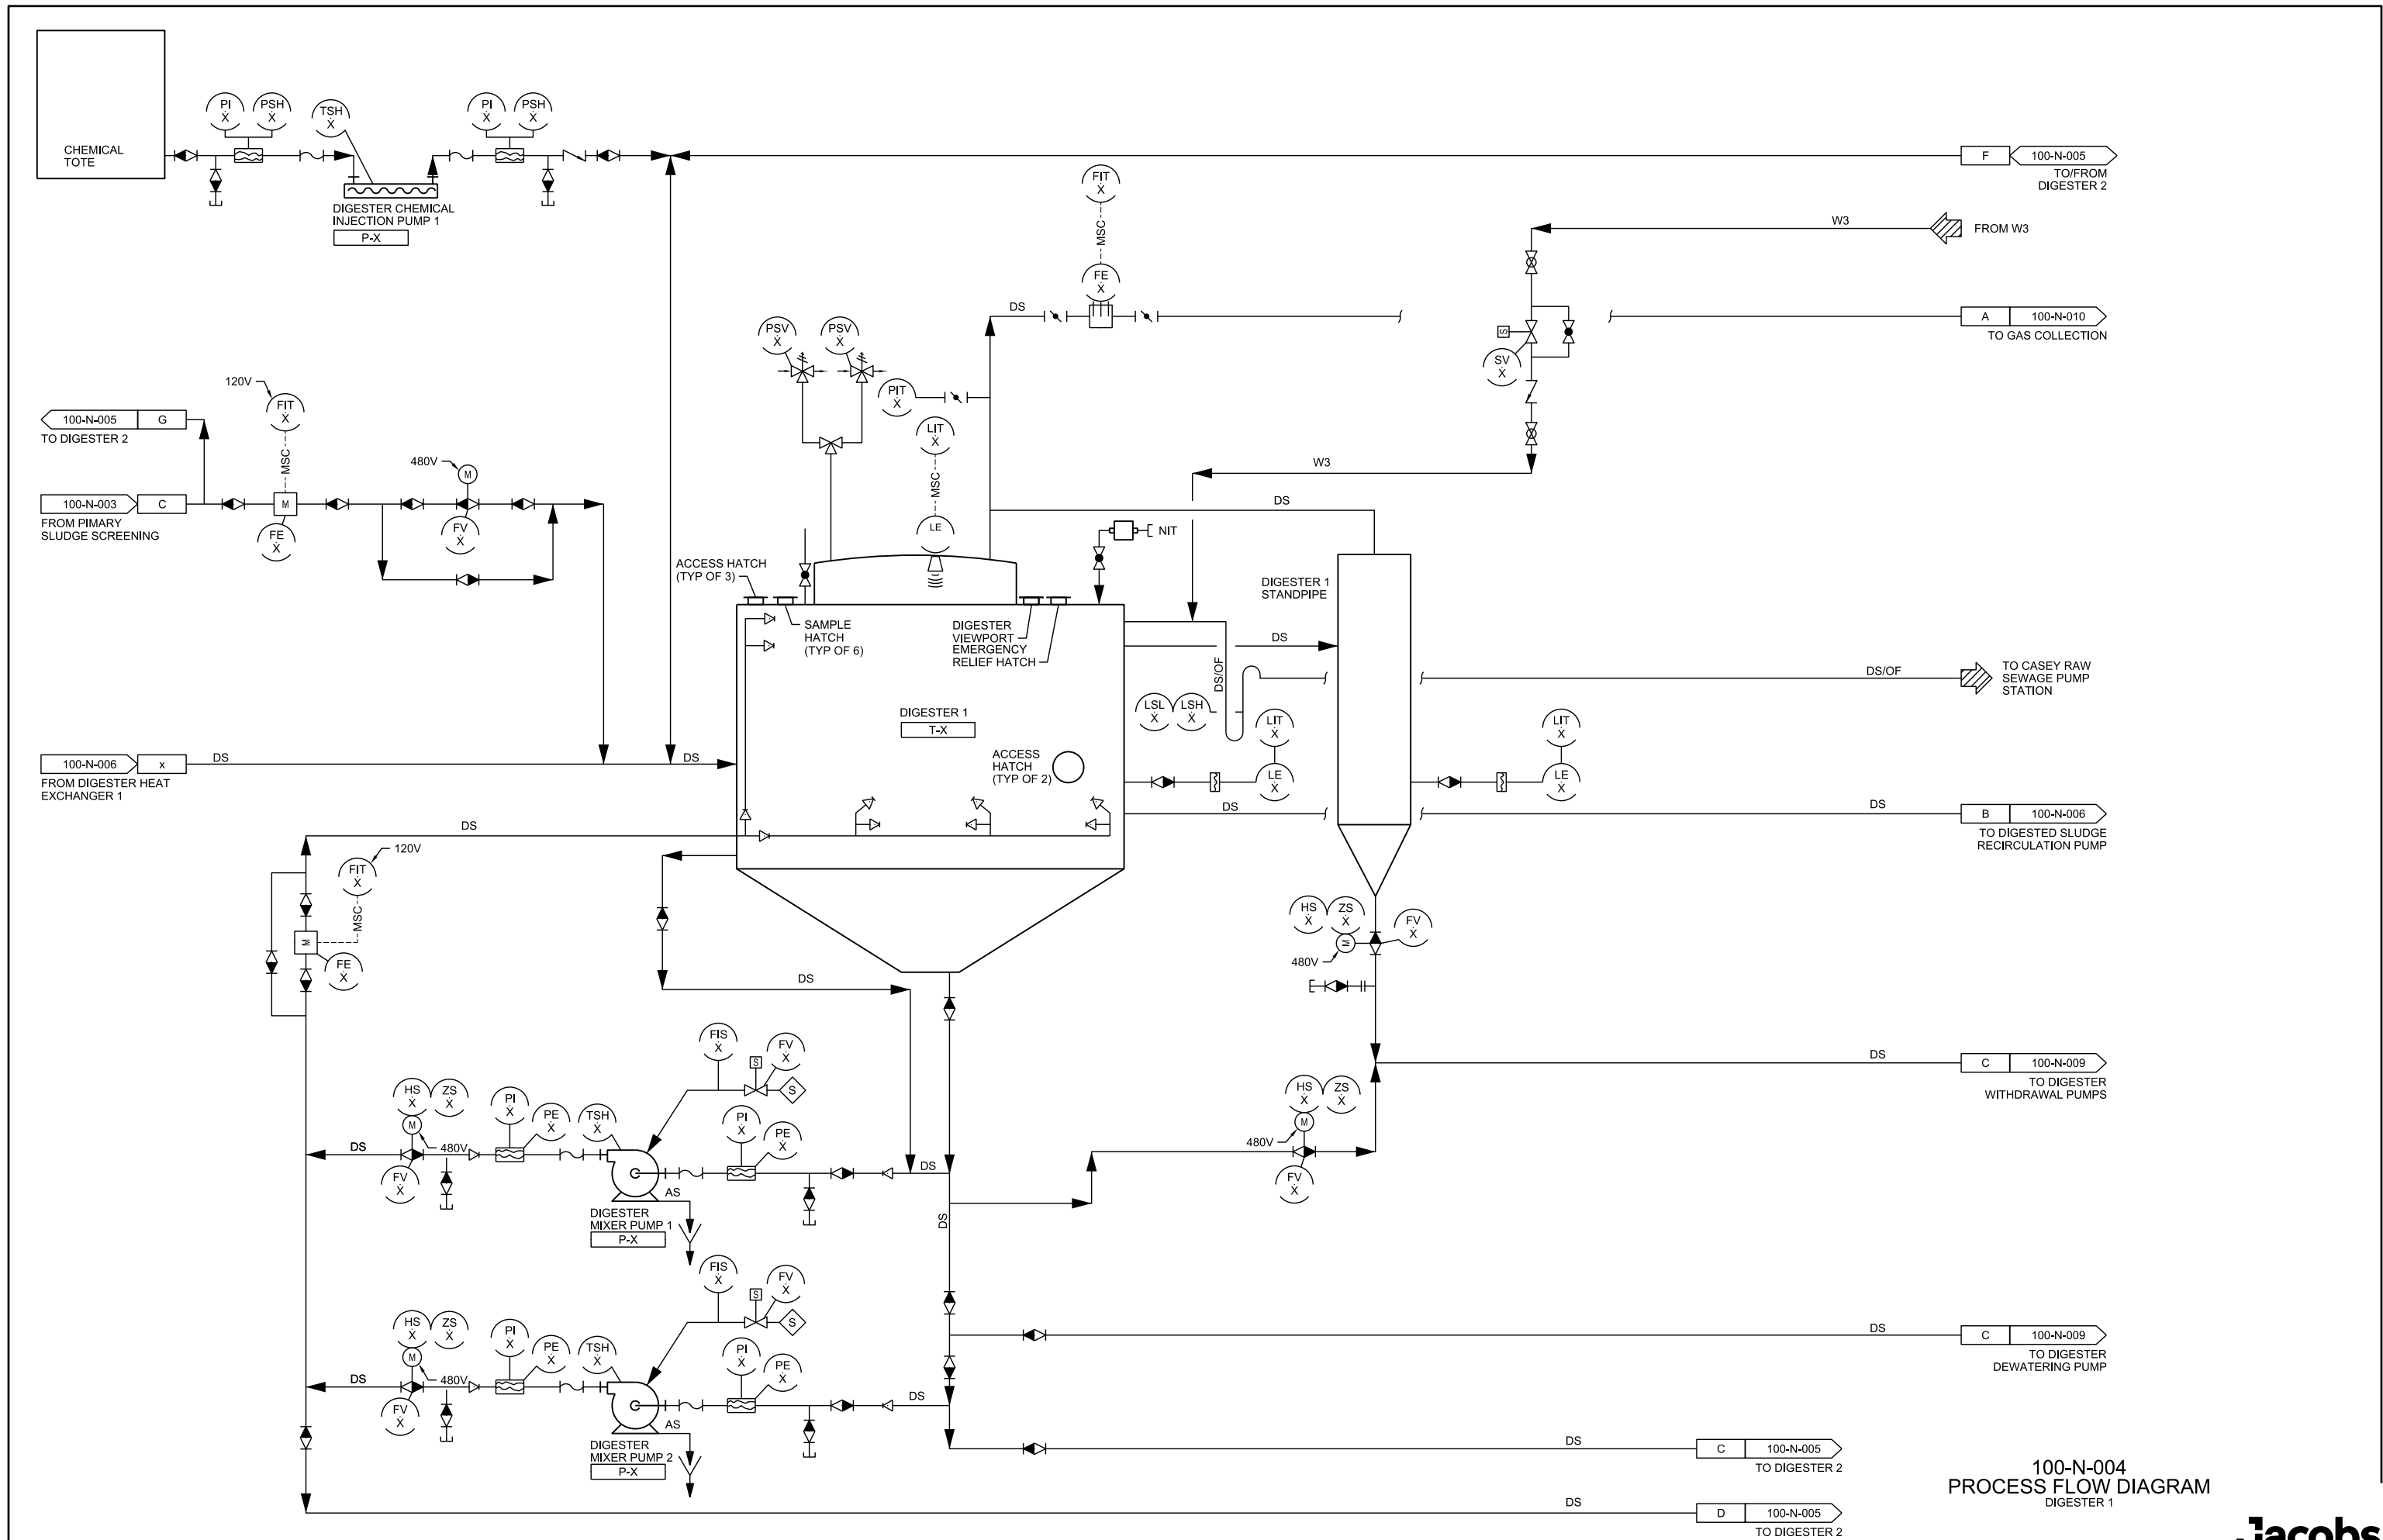 CHEMICAL
TOTE
PI
X
PSH
X
TSH
X
PI
X
PSH
X
DIGESTER CHEMICAL
INJECTION PUMP 1
P-X
F
100-N-005
TO/FROM
DIGESTER 2
FIT
X
MSC
FE
X
W3
FROM W3
DS
A
100-N-010
TO GAS COLLECTION
S
SV
X
PSV
X
PSV
X
PIT
X
LIT
X
MSC
LE
W3
DS
120V
FIT
X
MSC
100-N-005
G
TO DIGESTER 2
480V
M
100-N-003
C
FROM PIMARY
SLUDGE SCREENING
M
FE
X
FV
X
NIT
ACCESS HATCH
(TYP OF 3)
DIGESTER 1
STANDPIPE
SAMPLE
HATCH
(TYP OF 6)
DIGESTER
VIEWPORT
EMERGENCY
RELIEF HATCH
DS
DS/OF
DS/OF
TO CASEY RAW
SEWAGE PUMP
STATION
DIGESTER 1
T-X
LSL
X
LSH
X
LIT
X
LE
X
LIT
X
LE
X
ACCESS
HATCH
(TYP OF 2)
100-N-006
x
DS
DS
FROM DIGESTER HEAT
EXCHANGER 1
DS
DS
DS
B
100-N-006
TO DIGESTED SLUDGE
RECIRCULATION PUMP
120V
FIT
X
MSC
M
FE
X
DS
HS
X
ZS
X
FV
X
M
480V
FIS
X
FV
X
S
S
HS
X
ZS
X
M
480V
FV
X
DS
PI
X
PE
X
TSH
X
PI
X
PE
X
DS
AS
DIGESTER
MIXER PUMP 1
P-X
DS
HS
X
ZS
X
M
480V
FV
X
DS
C
100-N-009
TO DIGESTER
WITHDRAWAL PUMPS
FIS
X
FV
X
S
S
HS
X
ZS
X
M
480V
FV
X
DS
PI
X
PE
X
TSH
X
PI
X
PE
X
DS
AS
DIGESTER
MIXER PUMP 2
P-X
DS
C
100-N-009
TO DIGESTER
DEWATERING PUMP
DS
C
100-N-005
TO DIGESTER 2
DS
D
100-N-005
TO DIGESTER 2
100-N-004
PROCESS FLOW DIAGRAM
DIGESTER 1
Jacobs